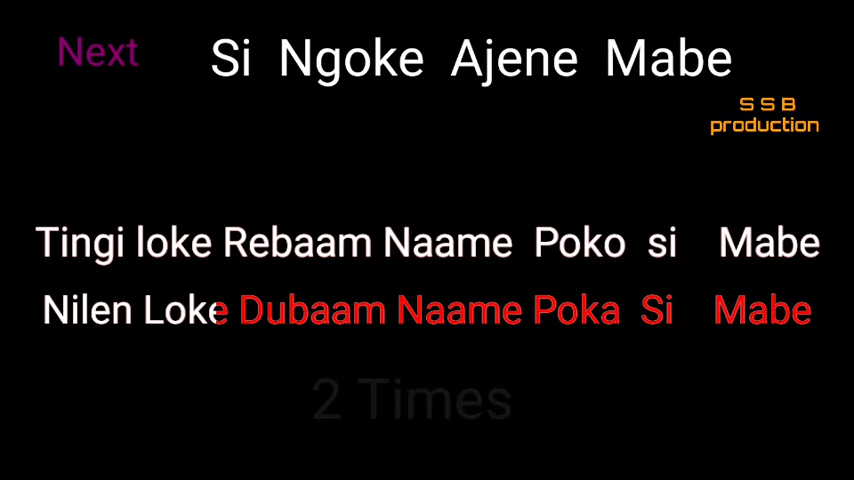 Next Si Ngoke Ajene Mabe
S S B
production
Tingi loke Rebaam Naame Poko si Mabe
Nilen Loke Dubaam Naame Poka Si Mabe
2 Times